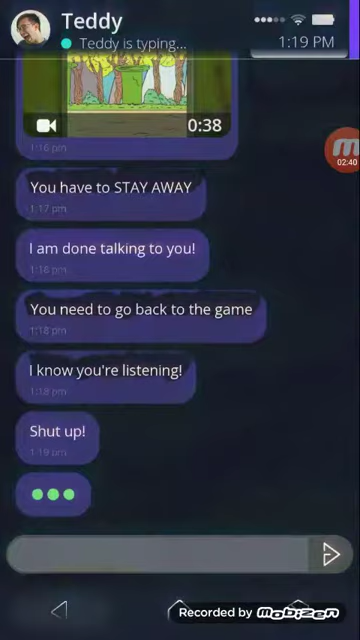 Teddy
Teddy is typing...
1:19 PM
0:38
1:16 pm
02:40
You have to STAY AWAY
1:17 pm
I am done talking to you!
1:18 pm
You need to go back to the game
1:18 pm
I know you're listening!
1:18 pm
Shut up!
1:19 pm
Recorded by mobizen